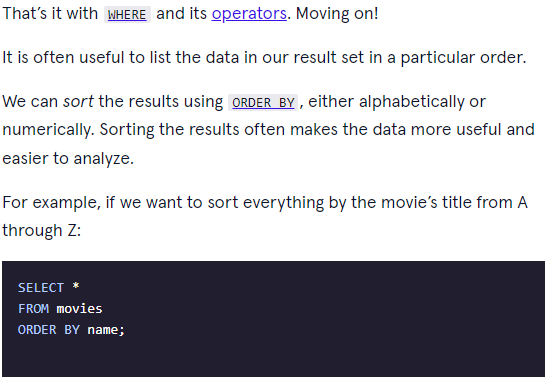 That's it with WHERE and its operators. Moving on!
It is often useful to list the data in our result set in a particular order.
We can sort the results using ORDER BY, either alphabetically or
numerically. Sorting the results often makes the data more useful and
easier to analyze.
For example, if we want to sort everything by the movie's title from A
through Z:
SELECT *
FROM movies
ORDER BY name;